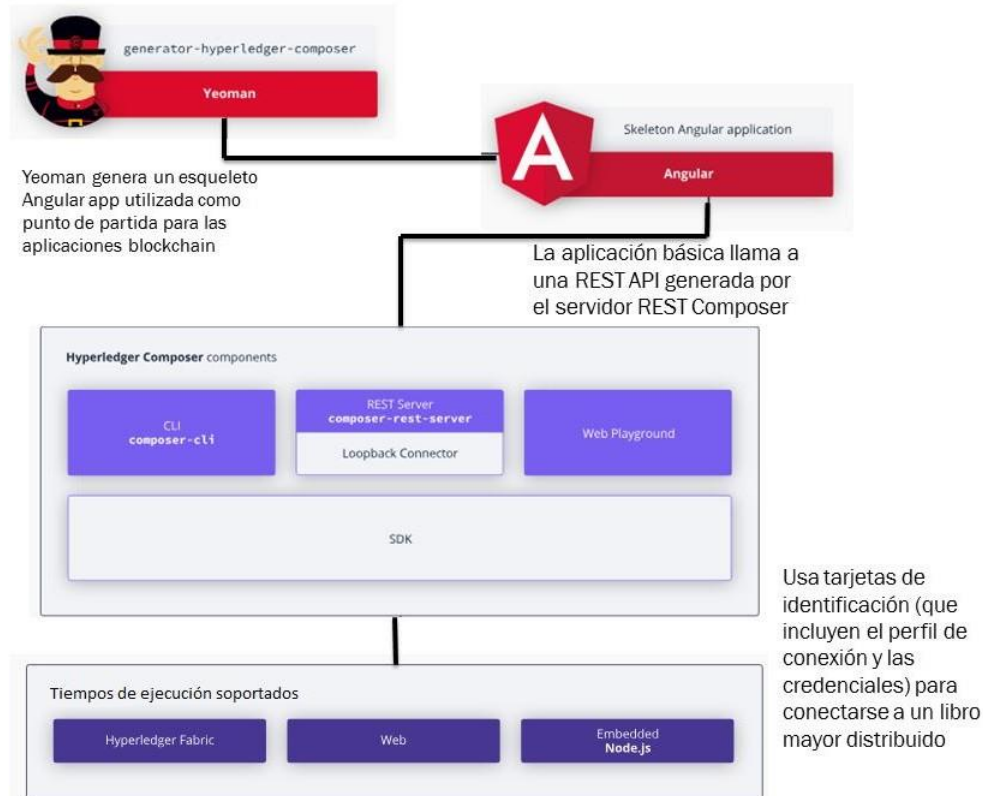 generator-hyperledger-composer
Yeoman
Skeleton Angular application
A
Angular
Yeoman genera un esqueleto
Angular app utilizada como
punto de partida para las
aplicaciones blockchain
La aplicación básica llama a
una REST API generada por
el servidor REST Composer
Hyperledger Composer components
CLI
composer-cli
REST Server
composer-rest-server
Loopback Connector
Web Playground
SDK
Usa tarjetas de
identificación (que
incluyen el perfil de
conexión y las
credenciales) para
conectarse a un libro
mayor distribuido
Tiempos de ejecución soportados
Hyperledger Fabric
Web
Embedded
Node.js